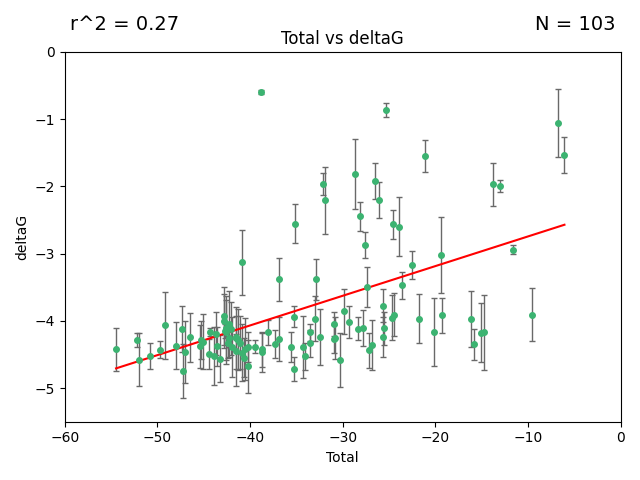 r^2 = 0.27
N = 103
Total vs deltaG
0
−1
−2
−3
−4
−5
deltaG
−60 −50 −40 −30 −20 −10 0
Total